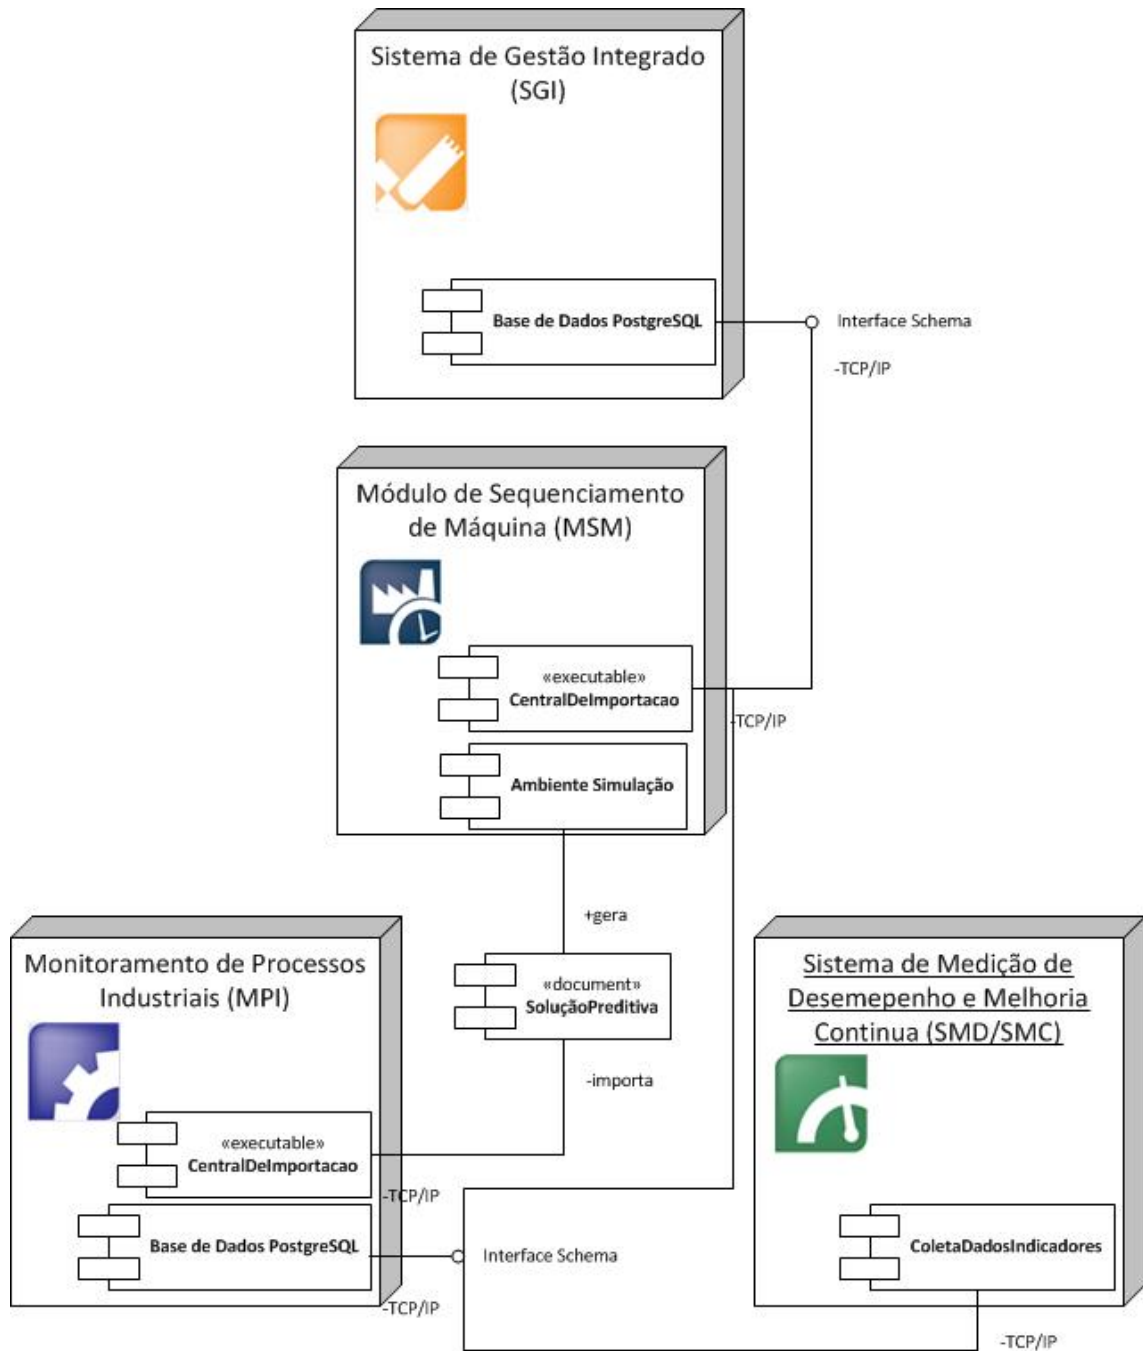 Sistema de Gestão Integrado
(SGI)
Base de Dados PostgreSQL
Interface Schema
-TCP/IP
Módulo de Sequenciamento
de Máquina (MSM)
«executable»
CentralDeImportacao
-TCP/IP
Ambiente Simulação
+gera
Monitoramento de Processos
Industriais (MPI)
«document»
SoluçãoPreditiva
-importa
«executable»
CentralDeImportacao
-TCP/IP
Base de Dados PostgreSQL
Interface Schema
-TCP/IP
Sistema de Medição de
Desemepenho e Melhoria
Continua (SMD/SMC)
ColetaDadosIndicadores
-TCP/IP